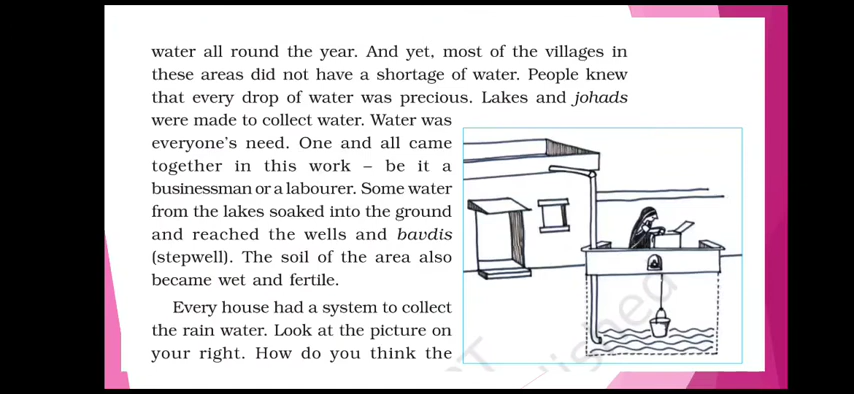 water all round the year. And yet, most of the villages in
these areas did not have a shortage of water. People knew
that every drop of water was precious. Lakes and johads
were made to collect water. Water was
everyone's need. One and all came
together in this work – be it a
businessman or a labourer. Some water
from the lakes soaked into the ground
and reached the wells and bavdis
(stepwell). The soil of the area also
became wet and fertile.
Every house had a system to collect
the rain water. Look at the picture on
your right. How do you think the